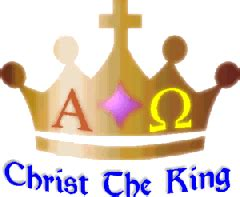 Α Ω
Christ The King